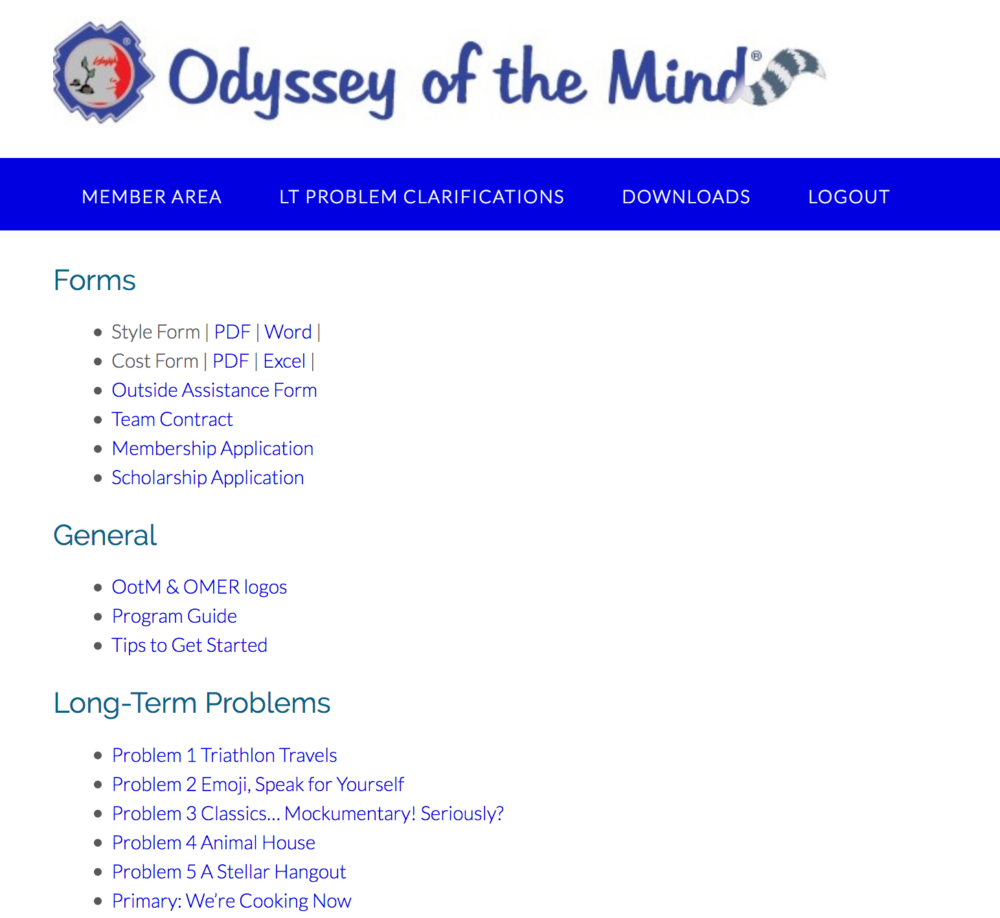 Odyssey of the Mind®
MEMBER AREA LT PROBLEM CLARIFICATIONS DOWNLOADS LOGOUT
Forms
Style Form | PDF | Word |
Cost Form | PDF | Excel |
Outside Assistance Form
Team Contract
Membership Application
Scholarship Application
General
OotM & OMER logos
Program Guide
Tips to Get Started
Long-Term Problems
Problem 1 Triathlon Travels
Problem 2 Emoji, Speak for Yourself
Problem 3 Classics… Mockumentary! Seriously?
Problem 4 Animal House
Problem 5 A Stellar Hangout
Primary: We’re Cooking Now